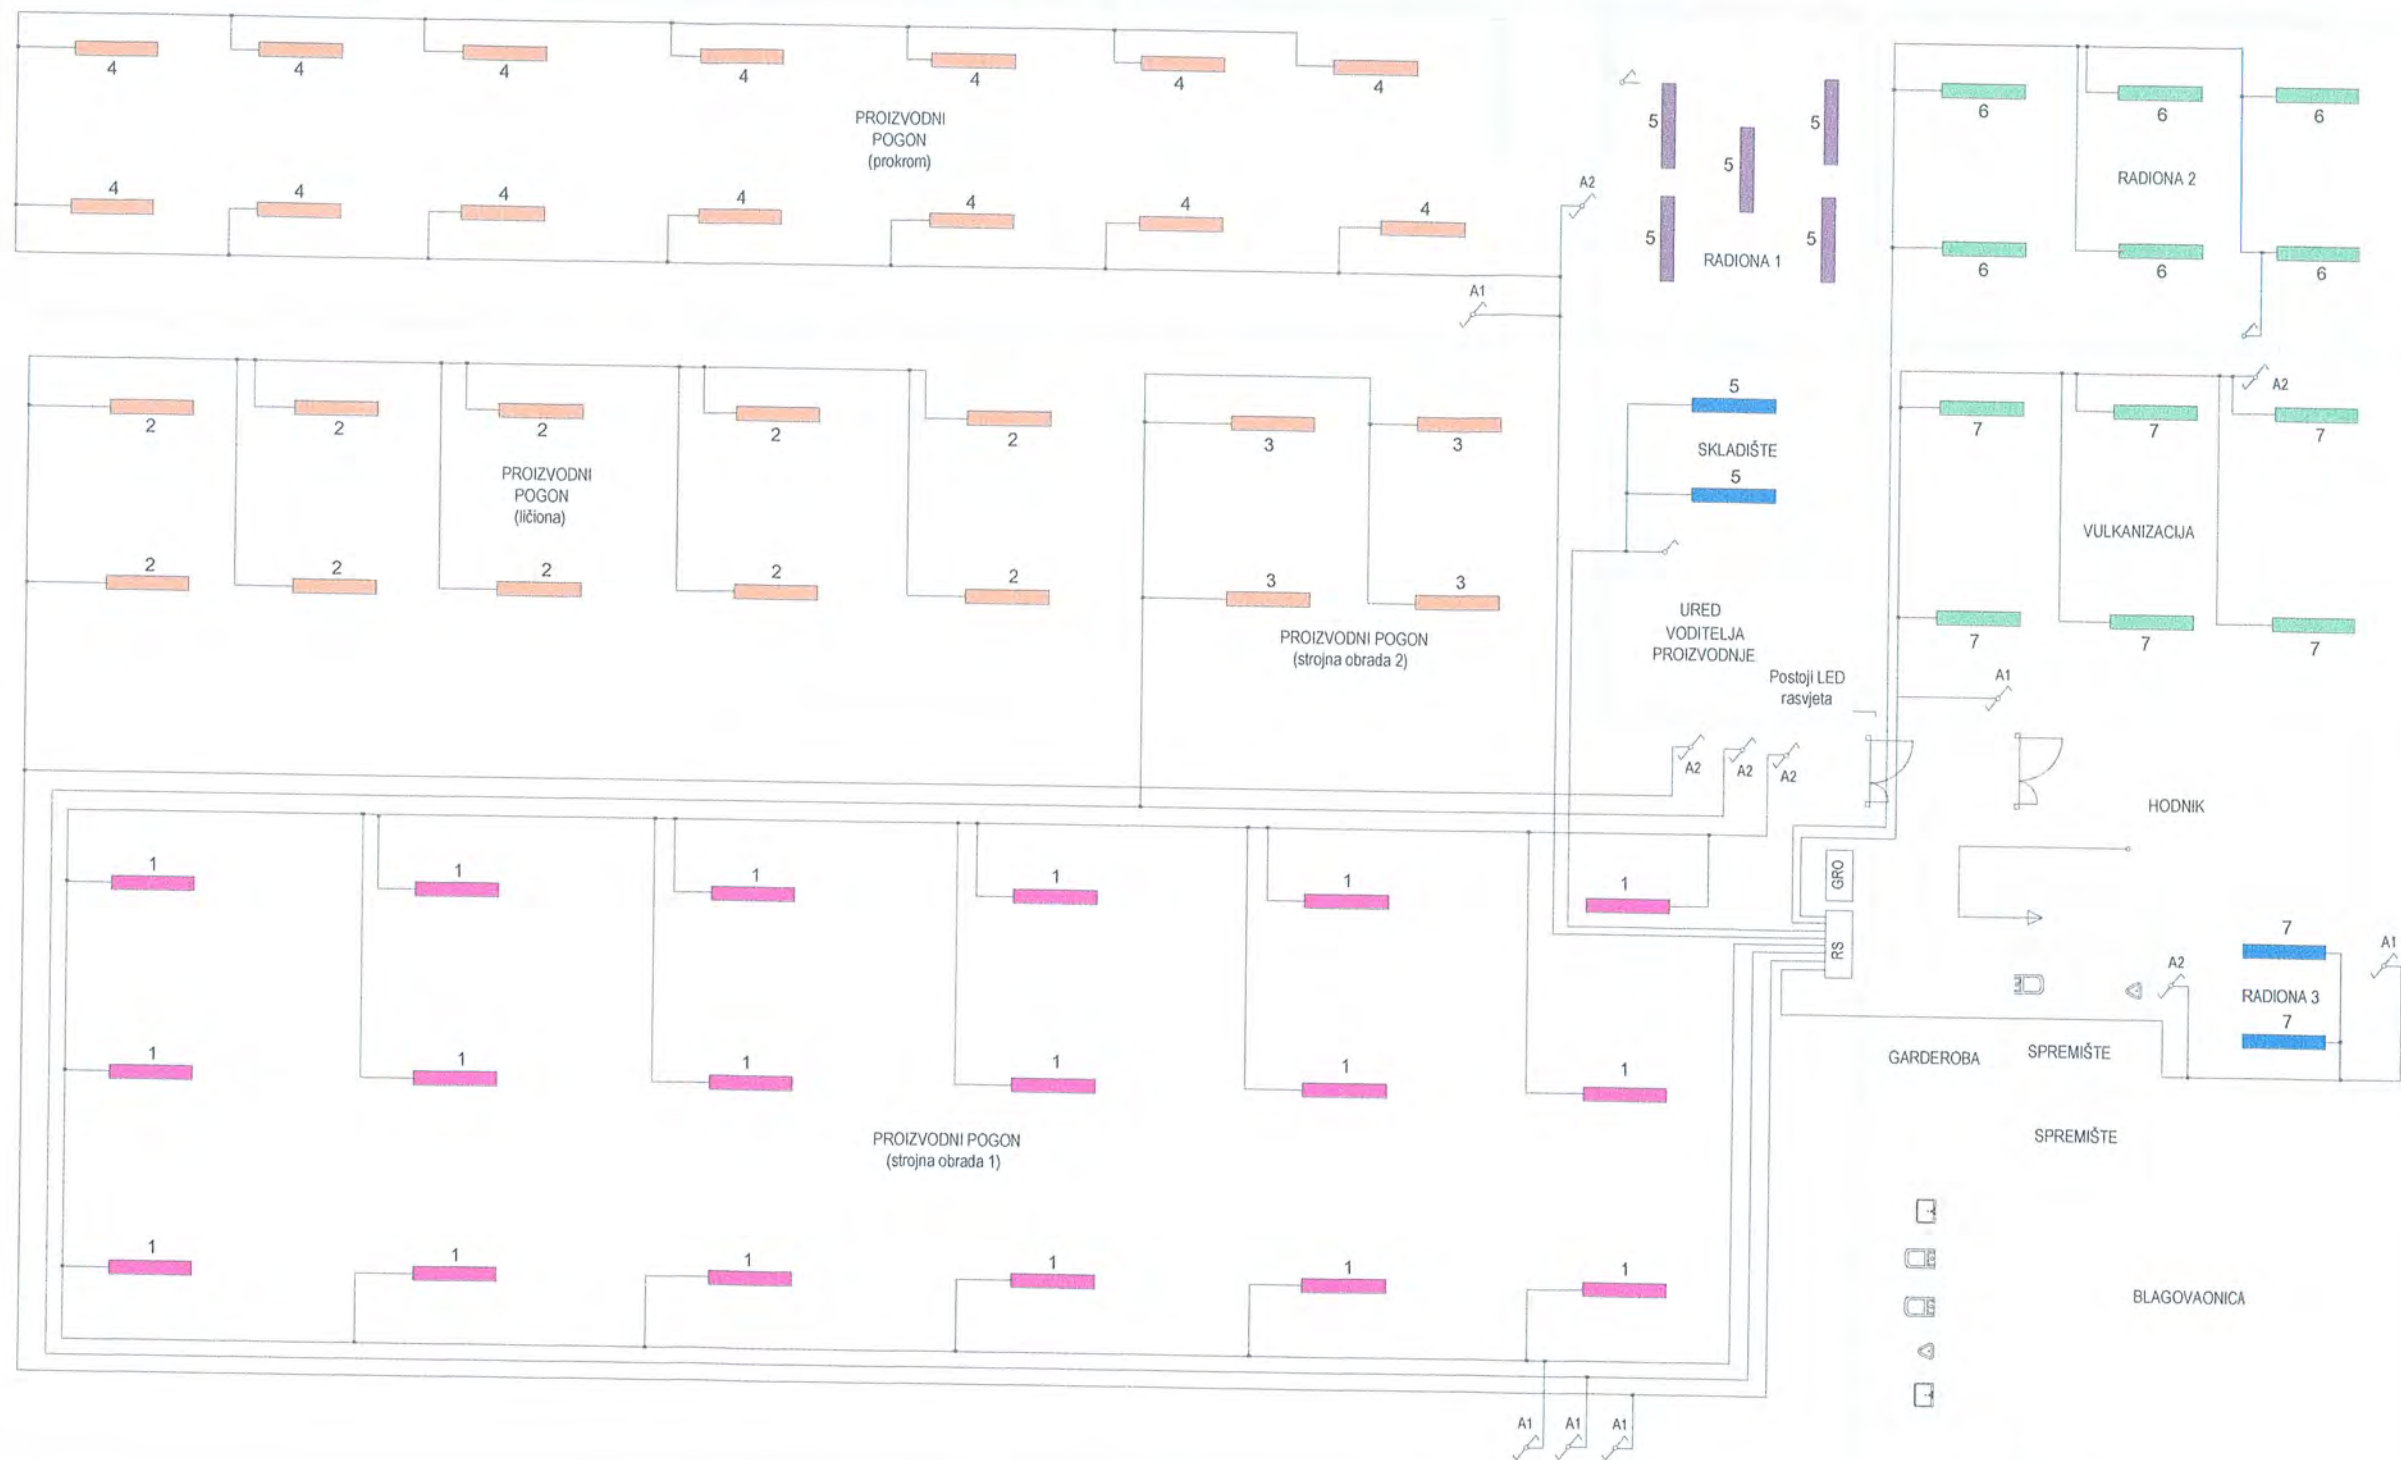 4 4 4 4 4 4 4
PROIZVODNI
POGON
(prokrom)
4 4 4 4 4 4 4
A2
A1
5 5
5
5 5
RADIONA 1
6 6 6
RADIONA 2
6 6 6
2 2 2 2 2
PROIZVODNI
POGON
(ličiona)
2 2 2 2 2
3 3
3 3
PROIZVODNI POGON
(strojna obrada 2)
5
SKLADIŠTE
5
URED
VODITELJA
PROIZVODNJE
Postoji LED
rasvjeta
A2
7 7 7
VULKANIZACIJA
7 7 7
A1
A2 A2 A2
HODNIK
1 1 1 1 1 1
1 1 1 1 1 1
PROIZVODNI POGON
(strojna obrada 1)
1 1 1 1 1 1
GRO
RS
7
A1
A2
RADIONA 3
7
GARDEROBA
SPREMIŠTE
SPREMIŠTE
BLAGOVAONICA
A1 A1 A1